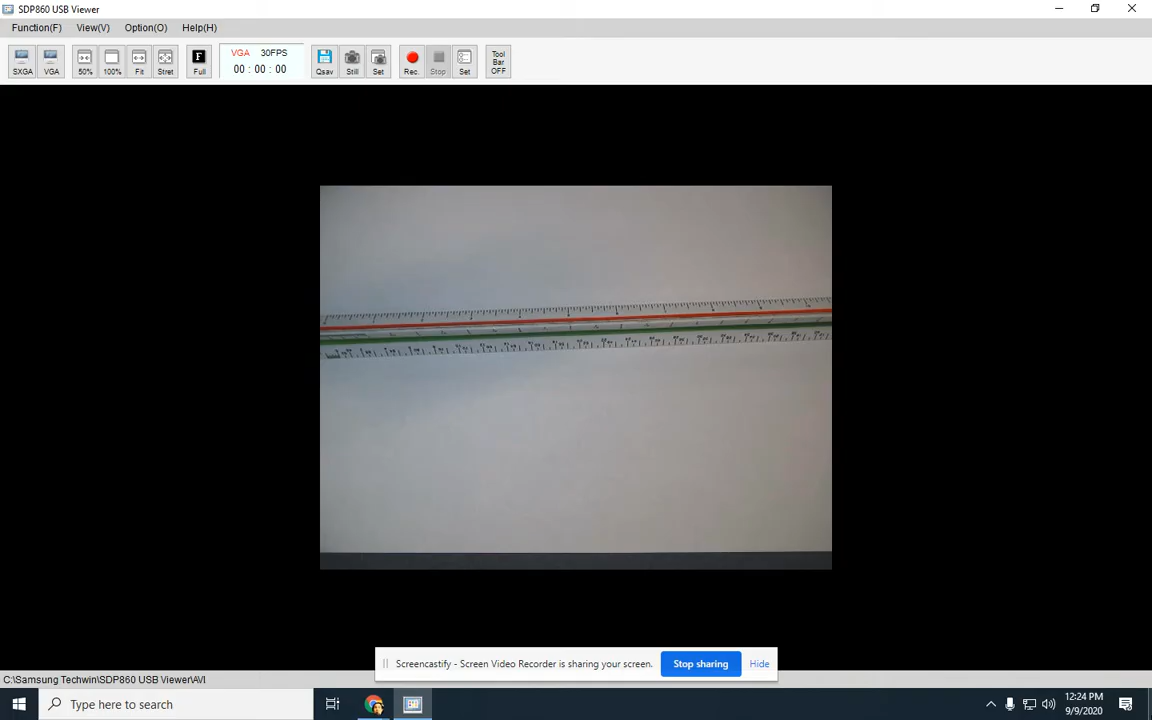 SDP860 USB Viewer
Function(F) View(V) Option(O) Help(H)
SXGA VGA 50% 100% Fit Stret F Full VGA 30FPS 00 : 00 : 00 Qsav Still Set Rec. Stop Set Tool Bar OFF
Screencastify - Screen Video Recorder is sharing your screen. Stop sharing Hide
C:\Samsung Techwin\SDP860 USB Viewer\AVI
Type here to search
12:24 PM
9/9/2020